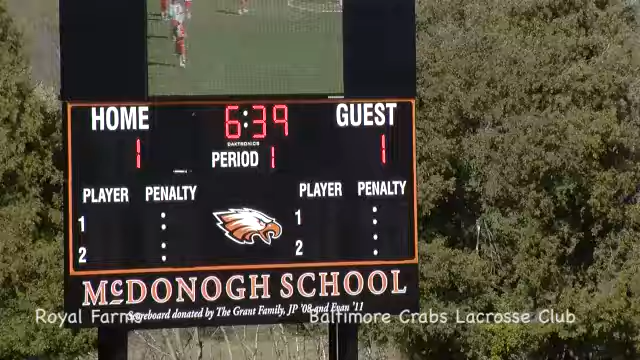 HOME 6:39 GUEST
DAKTRONICS
1 PERIOD 1 1
PLAYER PENALTY PLAYER PENALTY
1 : 1 :
2 : 2 :
McDONOGH SCHOOL
Scoreboard donated by The Grant Family, JP '08 and Evan '11
Royal Farms Baltimore Crabs Lacrosse Club